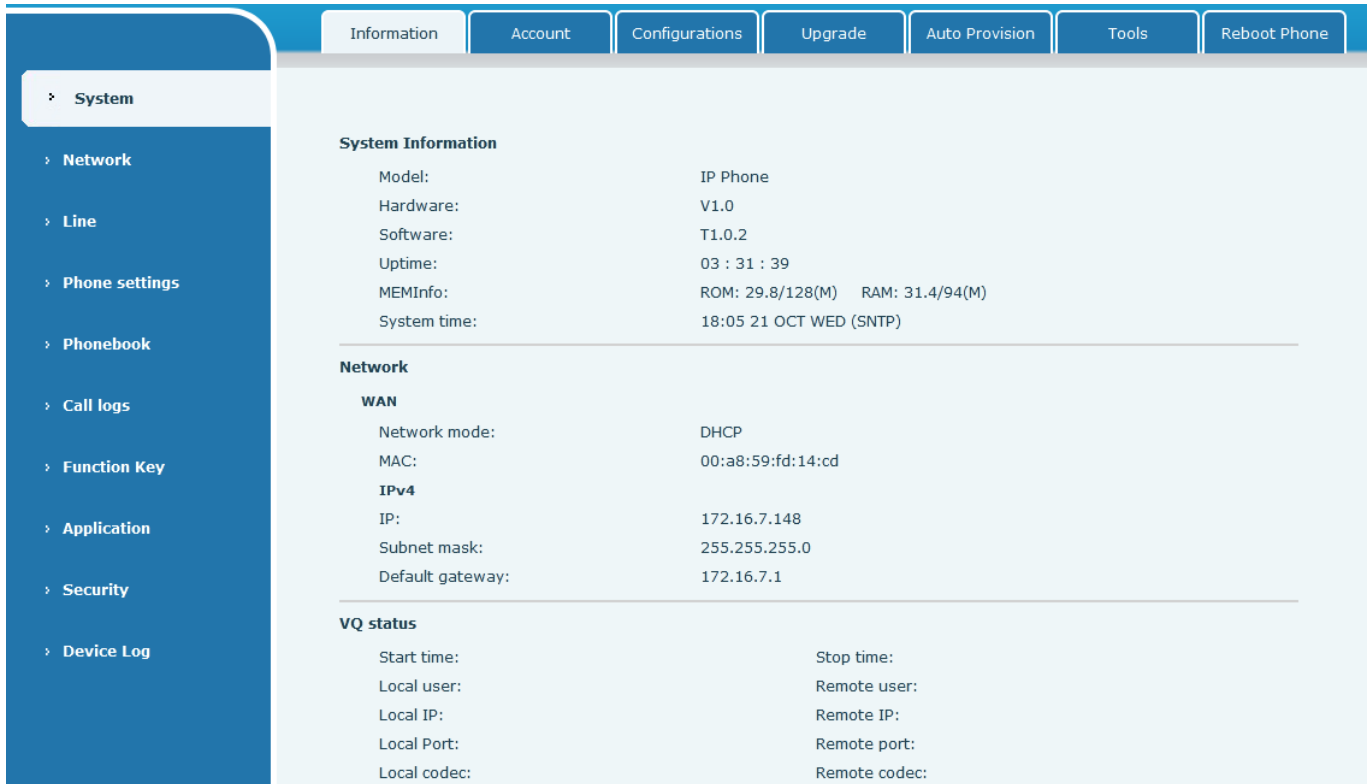 Information Account Configurations Upgrade Auto Provision Tools Reboot Phone
System
Network
Line
Phone settings
Phonebook
Call logs
Function Key
Application
Security
Device Log
System Information
Model: IP Phone
Hardware: V1.0
Software: T1.0.2
Uptime: 03 : 31 : 39
MEMInfo: ROM: 29.8/128(M) RAM: 31.4/94(M)
System time: 18:05 21 OCT WED (SNTP)
Network
WAN
Network mode: DHCP
MAC: 00:a8:59:fd:14:cd
IPv4
IP: 172.16.7.148
Subnet mask: 255.255.255.0
Default gateway: 172.16.7.1
VQ status
Start time: Stop time:
Local user: Remote user:
Local IP: Remote IP:
Local Port: Remote port:
Local codec: Remote codec: